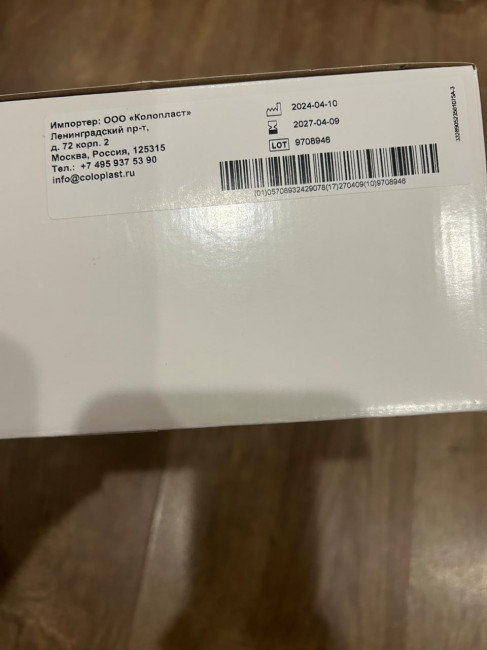 Импортер: ООО «Колопласт»
Ленинградский пр-т,
д. 72 корп. 2
Москва, Россия, 125315
Тел.: +7 495 937 53 90
info@coloplast.ru
2024-04-10
2027-04-09
LOT 9708946
(01)05708932429078(17)270409(10)9708946